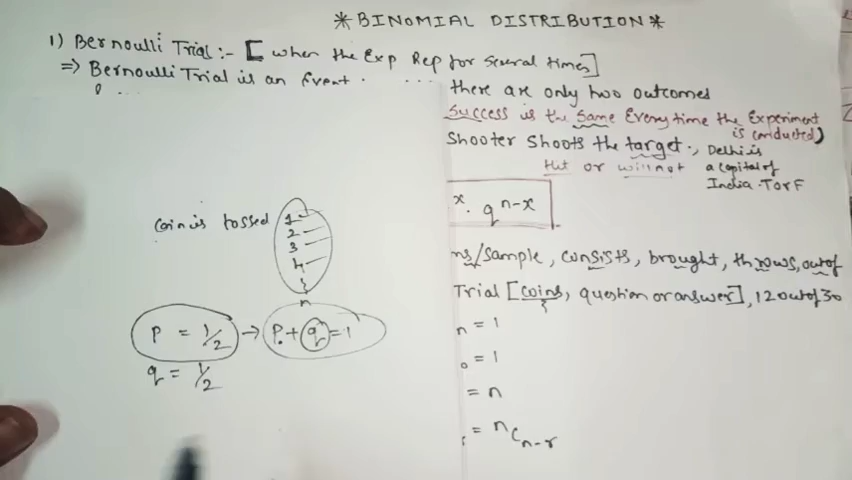 *BINOMIAL DISTRIBUTION*
1) Bernoulli Trial :- [ when the Exp Rep for Several times]
⇒ Bernoulli Trial is an Event
there are only two outcomes
Success is the Same Everytime the Experiment
is conducted)
Shooter Shoots the target., Delhi is
Hit or will not a capital of
India. T or F
x. q n-x
ns/sample, consists, brought, throws, out of
Trial [coins, question or answer], 12 out of 30
n = 1
0 = 1
= n
= nCn-r
coin is tossed 1
2
3
4
n
P = 1/2 → P + q = 1
q = 1/2